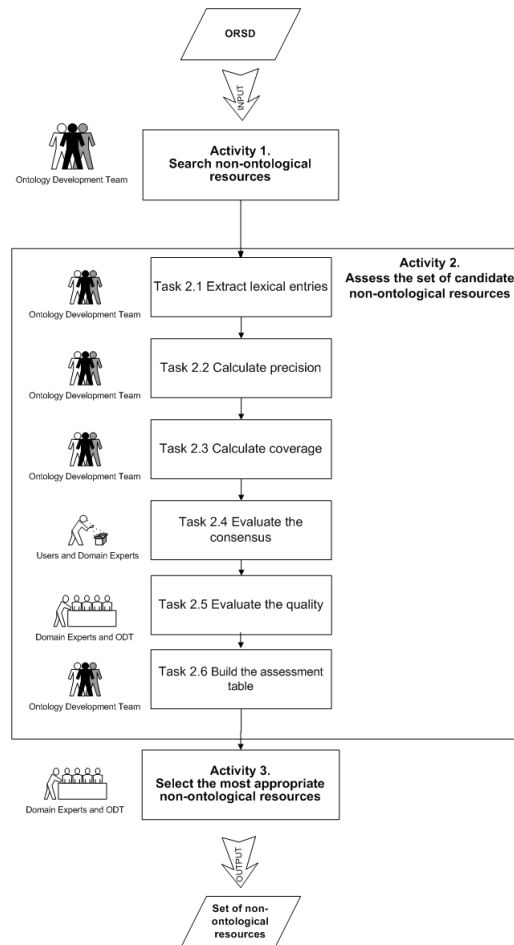 ORSD
INPUT
Activity 1.
Search non-ontological
resources
Ontology Development Team
Activity 2.
Assess the set of candidate
non-ontological resources
Task 2.1 Extract lexical entries
Ontology Development Team
Task 2.2 Calculate precision
Ontology Development Team
Task 2.3 Calculate coverage
Ontology Development Team
Task 2.4 Evaluate the
consensus
Users and Domain Experts
Task 2.5 Evaluate the quality
Domain Experts and ODT
Task 2.6 Build the assessment
table
Ontology Development Team
Activity 3.
Select the most appropriate
non-ontological resources
Domain Experts and ODT
OUTPUT
Set of non-
ontological
resources